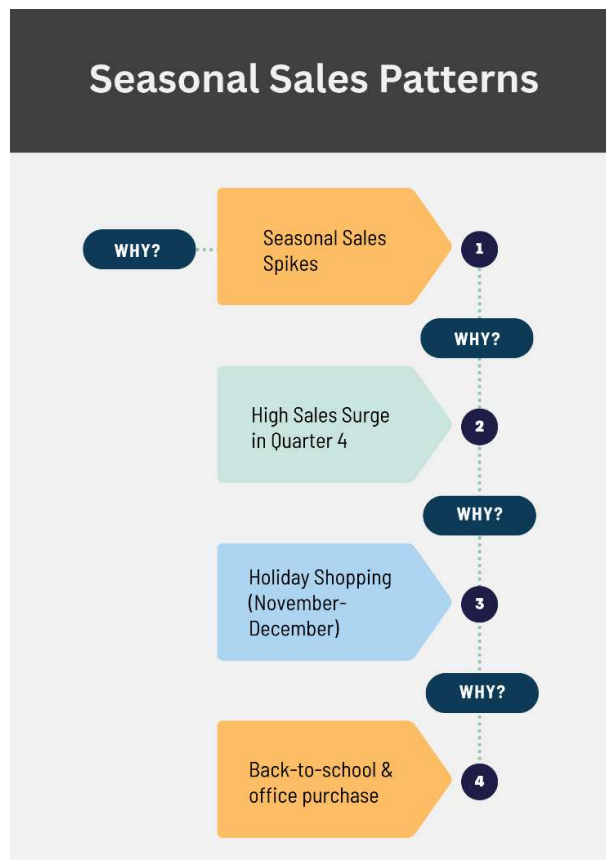 Seasonal Sales Patterns
WHY?
Seasonal Sales
Spikes
1
WHY?
High Sales Surge
in Quarter 4
2
WHY?
Holiday Shopping
(November-
December)
3
WHY?
Back-to-school &
office purchase
4